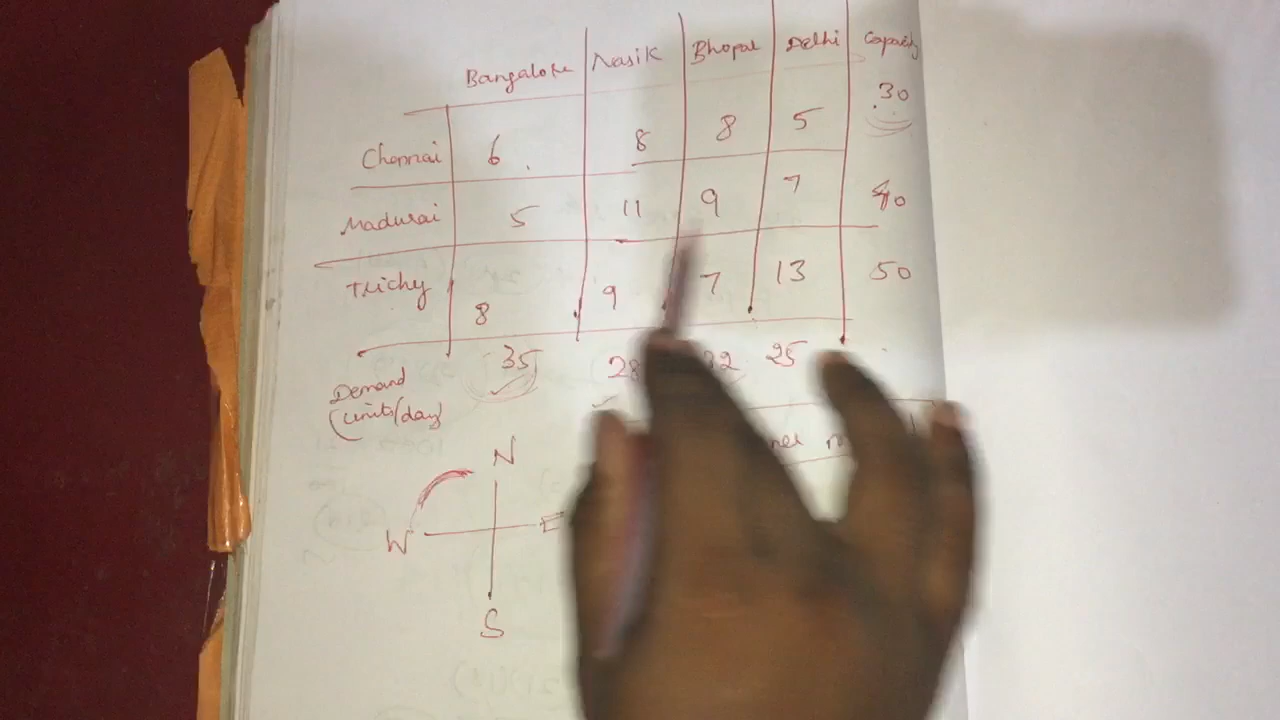 Bangalore Nasik Bhopal Delhi Capacity
Chennai 6 8 8 5 30
Madurai 5 11 9 7 40
Trichy 8 9 7 13 50
Demand 35 28 32 25
(units/day)
N
W E
S